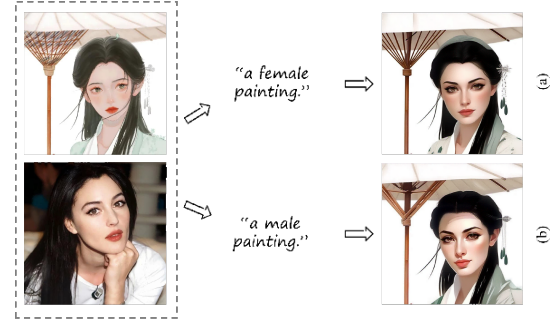 “a female
painting.”
(a)
“a male
painting.”
(b)